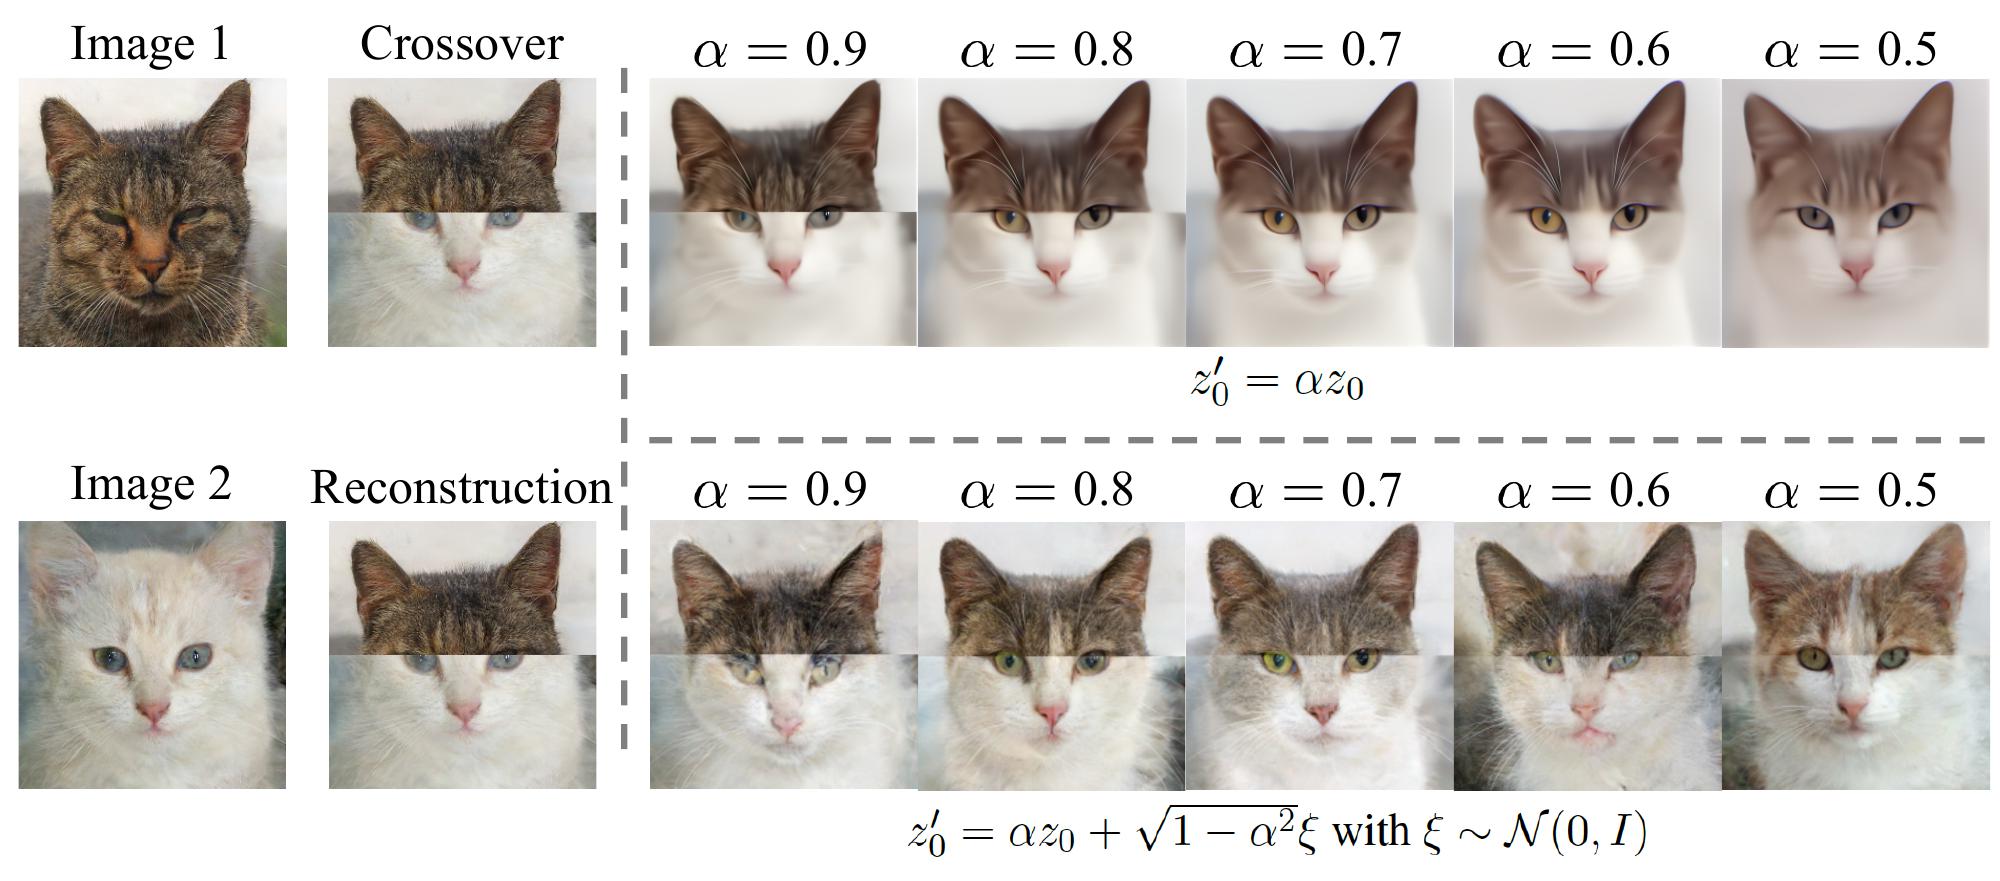 Image 1 Crossover α = 0.9 α = 0.8 α = 0.7 α = 0.6 α = 0.5
z′₀ = αz₀
Image 2 Reconstruction α = 0.9 α = 0.8 α = 0.7 α = 0.6 α = 0.5
z′₀ = αz₀ + √(1 − α²)ξ with ξ ∼ 𝒩(0, I)